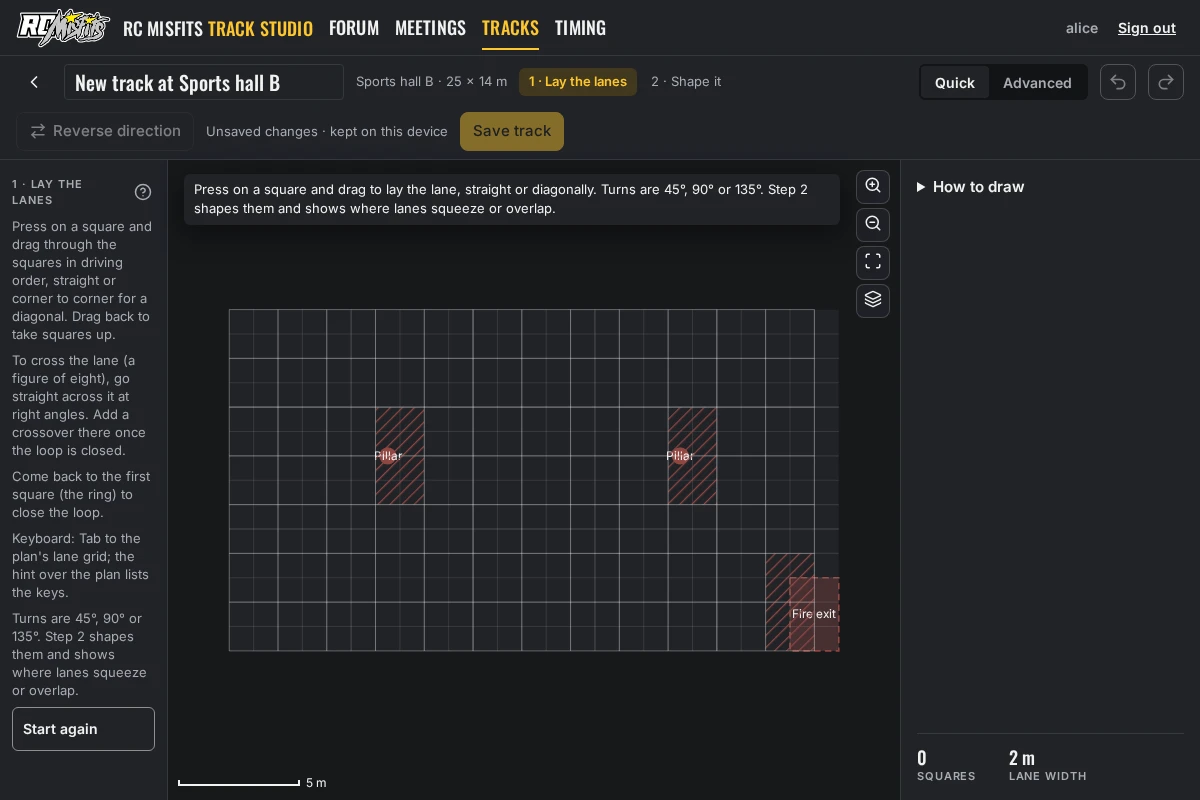 RC Misfits
RC MISFITS TRACK STUDIO
FORUM
MEETINGS
TRACKS
TIMING
alice
Sign out
New track at Sports hall B
Sports hall B · 25 × 14 m
1 · Lay the lanes
2 · Shape it
Quick
Advanced
Reverse direction
Unsaved changes · kept on this device
Save track
1 · LAY THE
LANES
Press on a square and
drag through the
squares in driving
order, straight or
corner to corner for a
diagonal. Drag back to
take squares up.
To cross the lane (a
figure of eight), go
straight across it at
right angles. Add a
crossover there once
the loop is closed.
Come back to the first
square (the ring) to
close the loop.
Keyboard: Tab to the
plan's lane grid; the
hint over the plan lists
the keys.
Turns are 45°, 90° or
135°. Step 2 shapes
them and shows
where lanes squeeze
or overlap.
Start again
Press on a square and drag to lay the lane, straight or diagonally. Turns are 45°, 90° or 135°. Step 2
shapes them and shows where lanes squeeze or overlap.
Pillar
Pillar
Fire exit
5 m
How to draw
0
SQUARES
2 m
LANE WIDTH